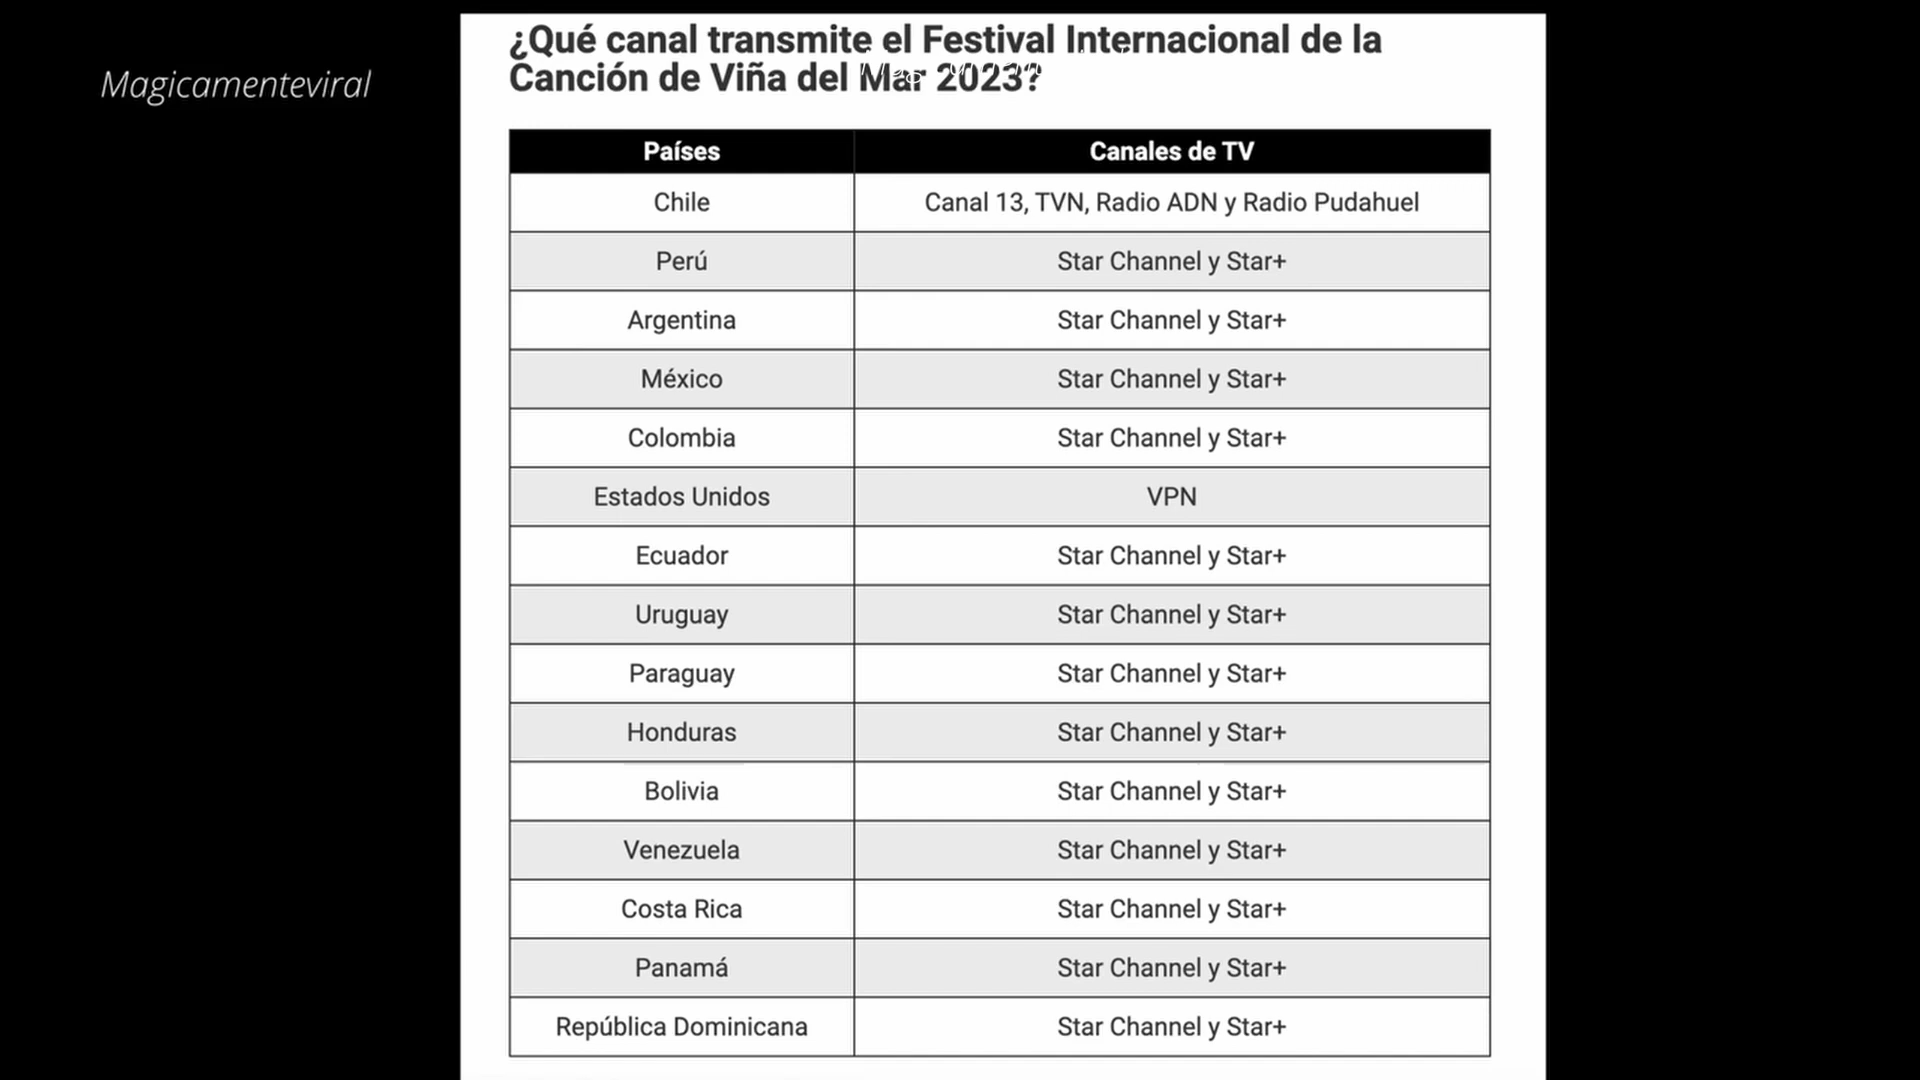 Magicamenteviral
¿Qué canal transmite el Festival Internacional de la
Canción de Viña del Mar 2023?
Países Canales de TV
Chile Canal 13, TVN, Radio ADN y Radio Pudahuel
Perú Star Channel y Star+
Argentina Star Channel y Star+
México Star Channel y Star+
Colombia Star Channel y Star+
Estados Unidos VPN
Ecuador Star Channel y Star+
Uruguay Star Channel y Star+
Paraguay Star Channel y Star+
Honduras Star Channel y Star+
Bolivia Star Channel y Star+
Venezuela Star Channel y Star+
Costa Rica Star Channel y Star+
Panamá Star Channel y Star+
República Dominicana Star Channel y Star+